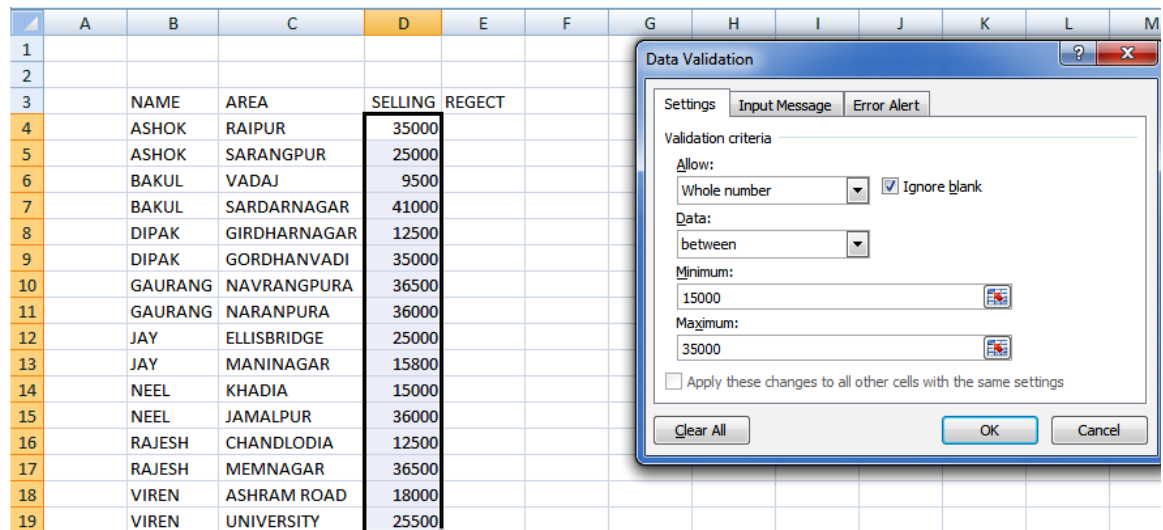 A B C D E F G H I J K L M
1
2
3 NAME AREA SELLING REGECT
4 ASHOK RAIPUR 35000
5 ASHOK SARANGPUR 25000
6 BAKUL VADAJ 9500
7 BAKUL SARDARNAGAR 41000
8 DIPAK GIRDHARNAGAR 12500
9 DIPAK GORDHANVADI 35000
10 GAURANG NAVRANGPURA 36500
11 GAURANG NARANPURA 36000
12 JAY ELLISBRIDGE 25000
13 JAY MANINAGAR 15800
14 NEEL KHADIA 15000
15 NEEL JAMALPUR 36000
16 RAJESH CHANDLODIA 12500
17 RAJESH MEMNAGAR 36500
18 VIREN ASHRAM ROAD 18000
19 VIREN UNIVERSITY 25500
Data Validation ? X
Settings Input Message Error Alert
Validation criteria
Allow:
Whole number Ignore blank
Data:
between
Minimum:
15000
Maximum:
35000
Apply these changes to all other cells with the same settings
Clear All OK Cancel